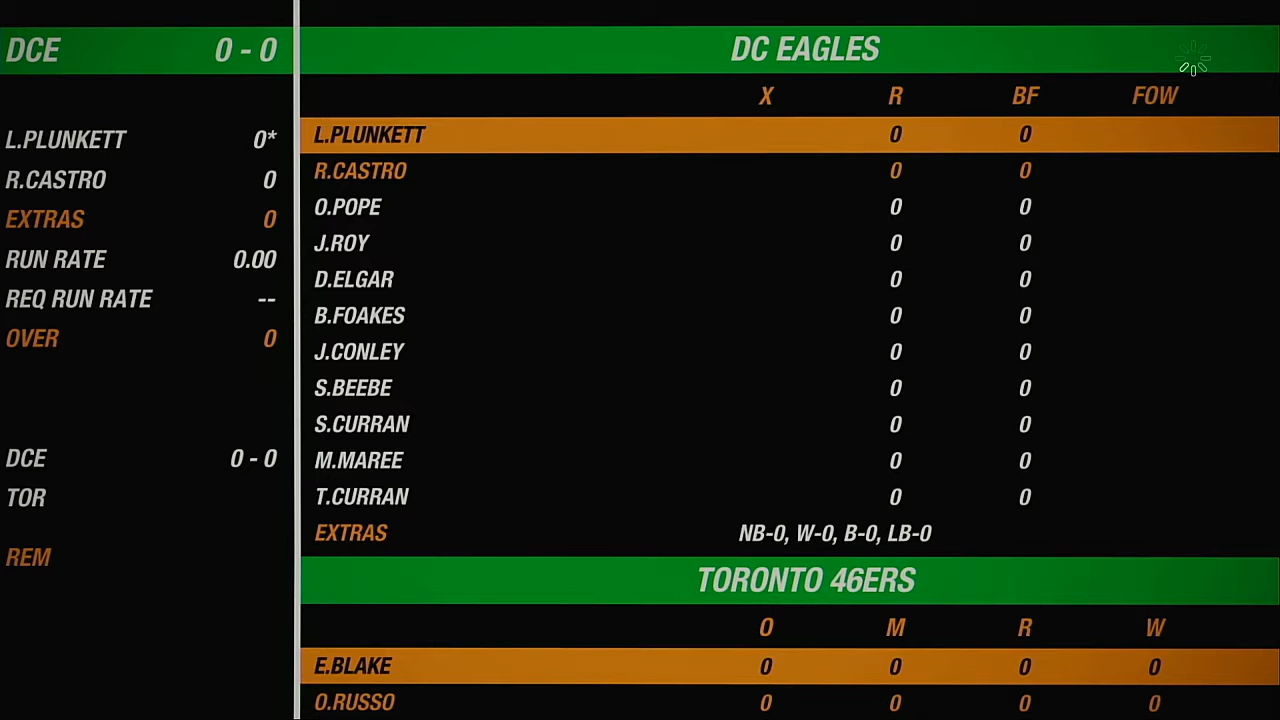 DCE 0 - 0
L.PLUNKETT 0*
R.CASTRO 0
EXTRAS 0
RUN RATE 0.00
REQ RUN RATE --
OVER 0
DCE 0 - 0
TOR
REM
DC EAGLES
X R BF FOW
L.PLUNKETT 0 0
R.CASTRO 0 0
O.POPE 0 0
J.ROY 0 0
D.ELGAR 0 0
B.FOAKES 0 0
J.CONLEY 0 0
S.BEEBE 0 0
S.CURRAN 0 0
M.MAREE 0 0
T.CURRAN 0 0
EXTRAS NB-0, W-0, B-0, LB-0
TORONTO 46ERS
O M R W
E.BLAKE 0 0 0 0
O.RUSSO 0 0 0 0